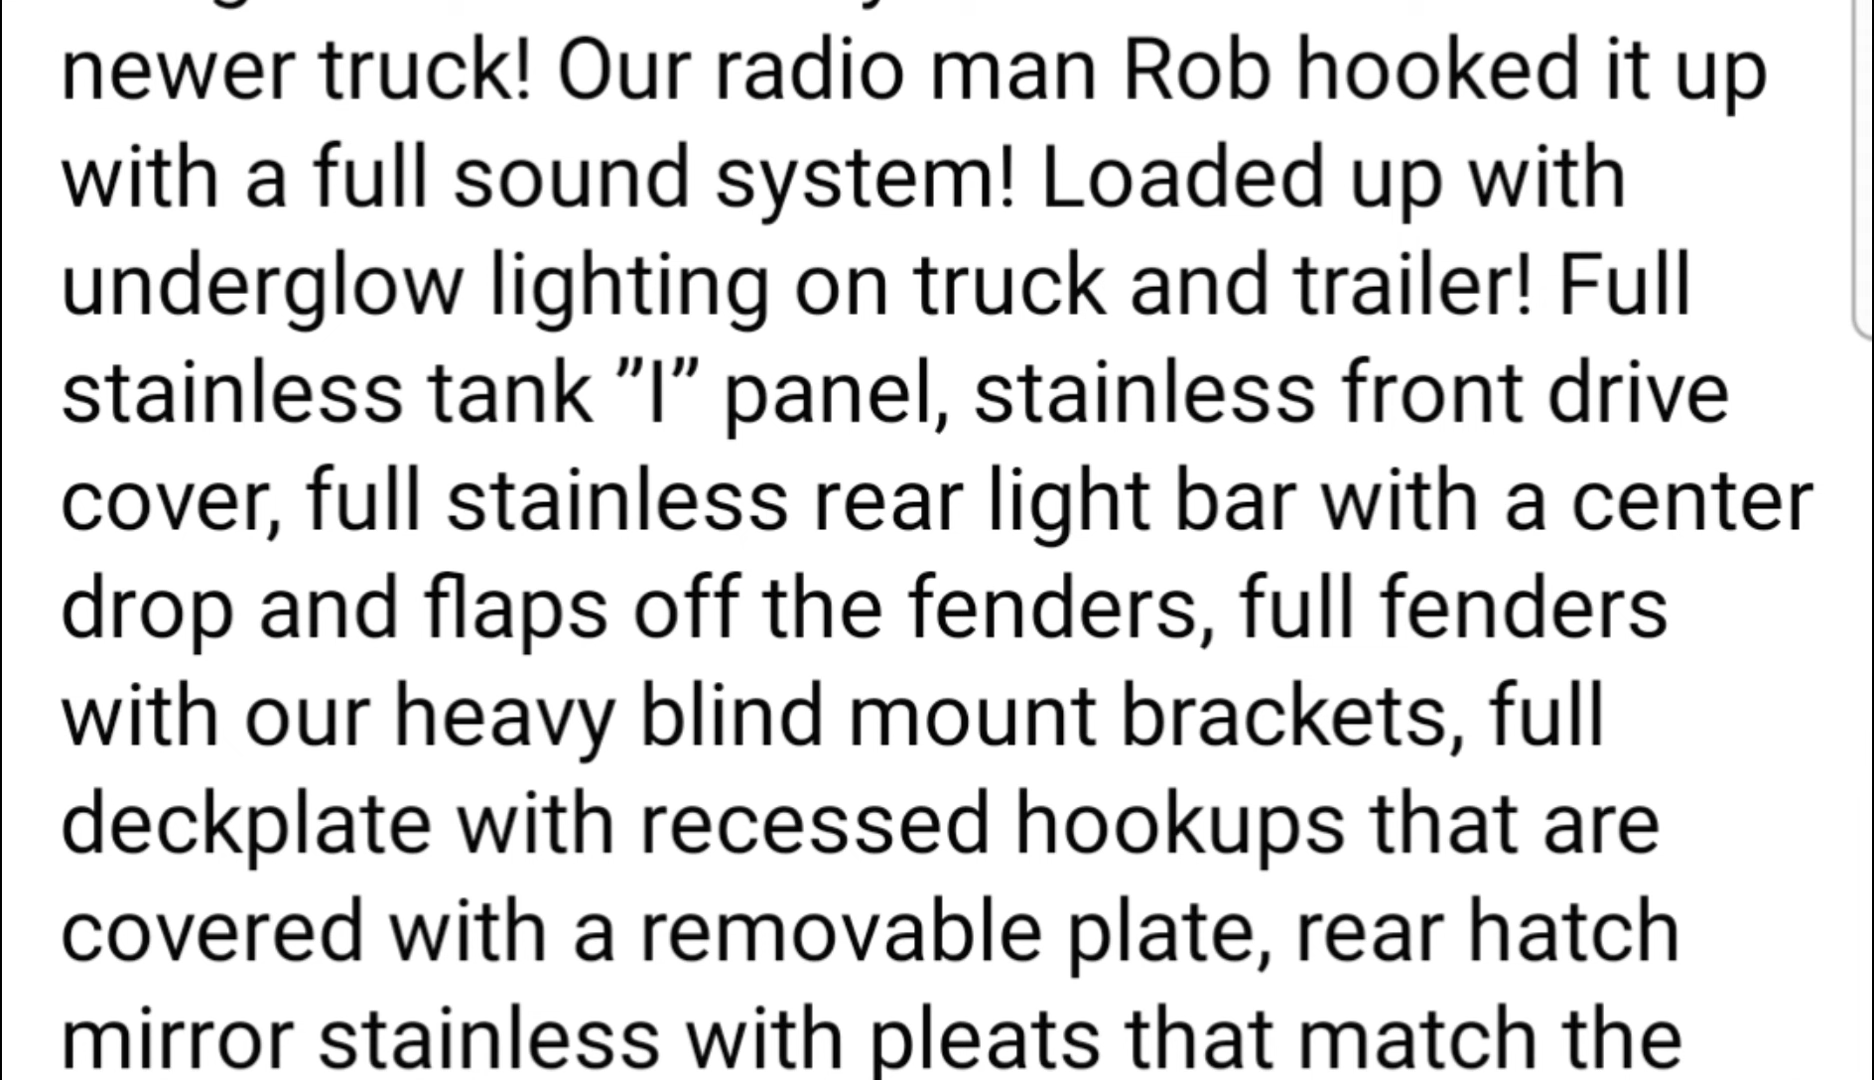 newer truck! Our radio man Rob hooked it up
with a full sound system! Loaded up with
underglow lighting on truck and trailer! Full
stainless tank ”I” panel, stainless front drive
cover, full stainless rear light bar with a center
drop and flaps off the fenders, full fenders
with our heavy blind mount brackets, full
deckplate with recessed hookups that are
covered with a removable plate, rear hatch
mirror stainless with pleats that match the